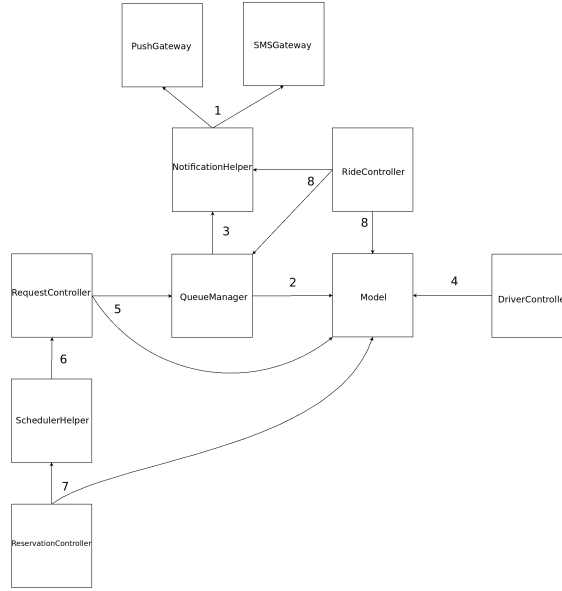 PushGateway
SMSGateway
1
NotificationHelper
RideController
8
3
8
RequestController
QueueManager
2
Model
4
DriverControlle
5
6
SchedulerHelper
7
ReservationController